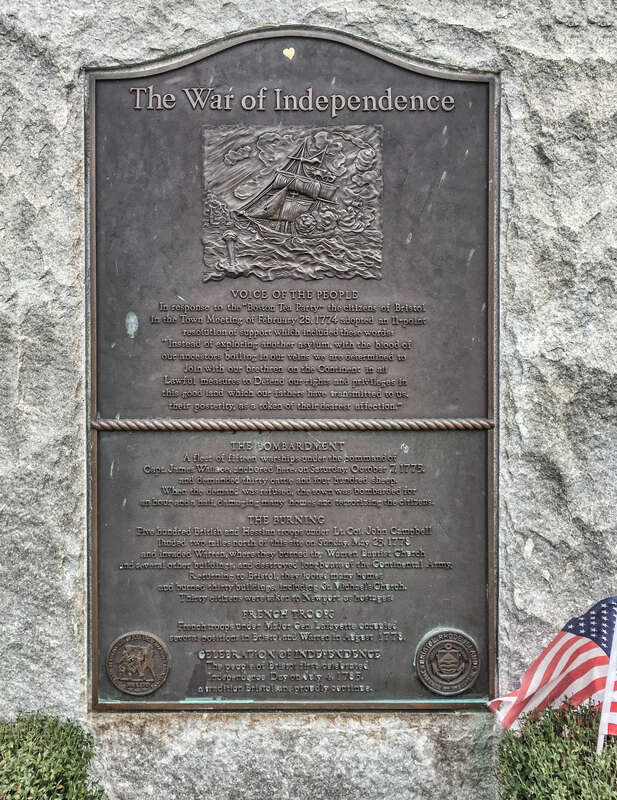 The War of Independence
VOICE OF THE PEOPLE
In response to the "Boston Tea Party" the citizens of Bristol
in the Town Meeting of February 28, 1774 adopted an 11-point
resolution of support which included these words:
"Instead of exploring another asylum, with the blood of
our ancestors boiling in our veins we are determined to
Join with our brethren on the Continent in all
Lawful measures to Defend our rights and privileges in
this good land which our fathers have transmitted to us,
their posterity, as a token of their dearest affection."
THE BOMBARDMENT
A fleet of fifteen warships under the command of
Capt. James Wallace, anchored here on Saturday, October 7, 1775,
and demanded thirty cattle and four hundred sheep.
When the demand was refused, the town was bombarded for
an hour and a half damaging many homes and terrorizing the citizens.
THE BURNING
Five hundred British and Hessian troops under Lt. Col. John Campbell
landed two miles north of this site on Sunday, May 25, 1778
and invaded Warren, where they burned the Warren Baptist Church
and several other buildings, and destroyed long-boats of the Continental Army.
Returning to Bristol, they looted many homes
and burned thirty buildings, including St. Michael's Church.
Thirty citizens were taken to Newport as hostages.
FRENCH TROOPS
French troops under Major Gen. Lafayette occupied
several positions in Bristol and Warren in August 1778.
CELEBRATION OF INDEPENDENCE
The people of Bristol first celebrated
Independence Day on July 4, 1785,
a tradition Bristolians proudly continue.